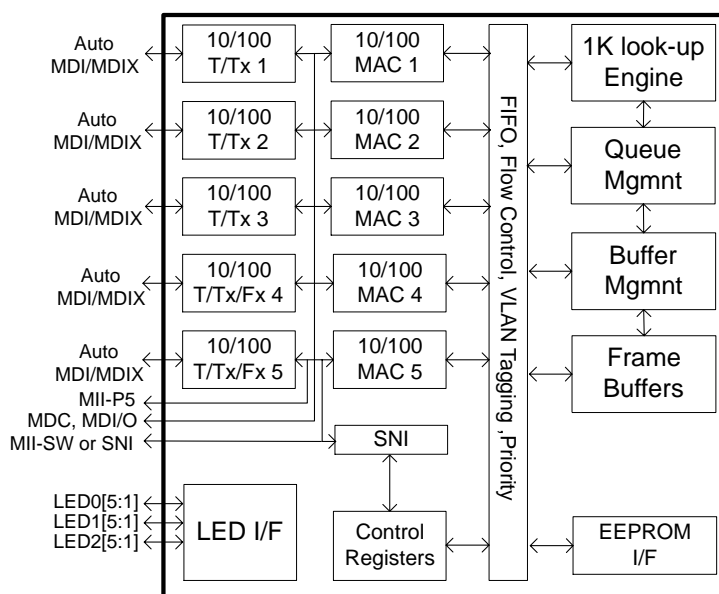 Auto
MDI/MDIX
10/100
T/Tx 1
10/100
MAC 1
1K look-up
Engine
Auto
MDI/MDIX
10/100
T/Tx 2
10/100
MAC 2
Queue
Mgmnt
Auto
MDI/MDIX
10/100
T/Tx 3
10/100
MAC 3
Auto
MDI/MDIX
10/100
T/Tx/Fx 4
10/100
MAC 4
Buffer
Mgmnt
Auto
MDI/MDIX
10/100
T/Tx/Fx 5
10/100
MAC 5
Frame
Buffers
FIFO, Flow Control, VLAN Tagging ,Priority
MII-P5
MDC, MDI/O
MII-SW or SNI
SNI
LED0[5:1]
LED1[5:1]
LED2[5:1]
LED I/F
Control
Registers
EEPROM
I/F